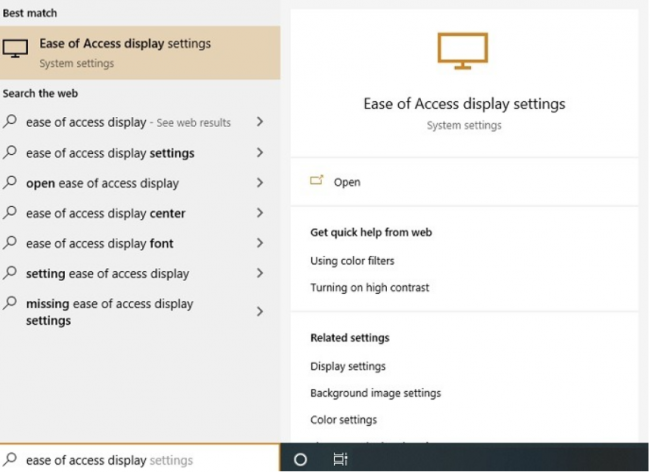 Best match
Ease of Access display settings
System settings
Search the web
ease of access display - See web results
ease of access display settings
open ease of access display
ease of access display center
ease of access display font
setting ease of access display
missing ease of access display
settings
ease of access display settings
Ease of Access display settings
System settings
Open
Get quick help from web
Using color filters
Turning on high contrast
Related settings
Display settings
Background image settings
Color settings